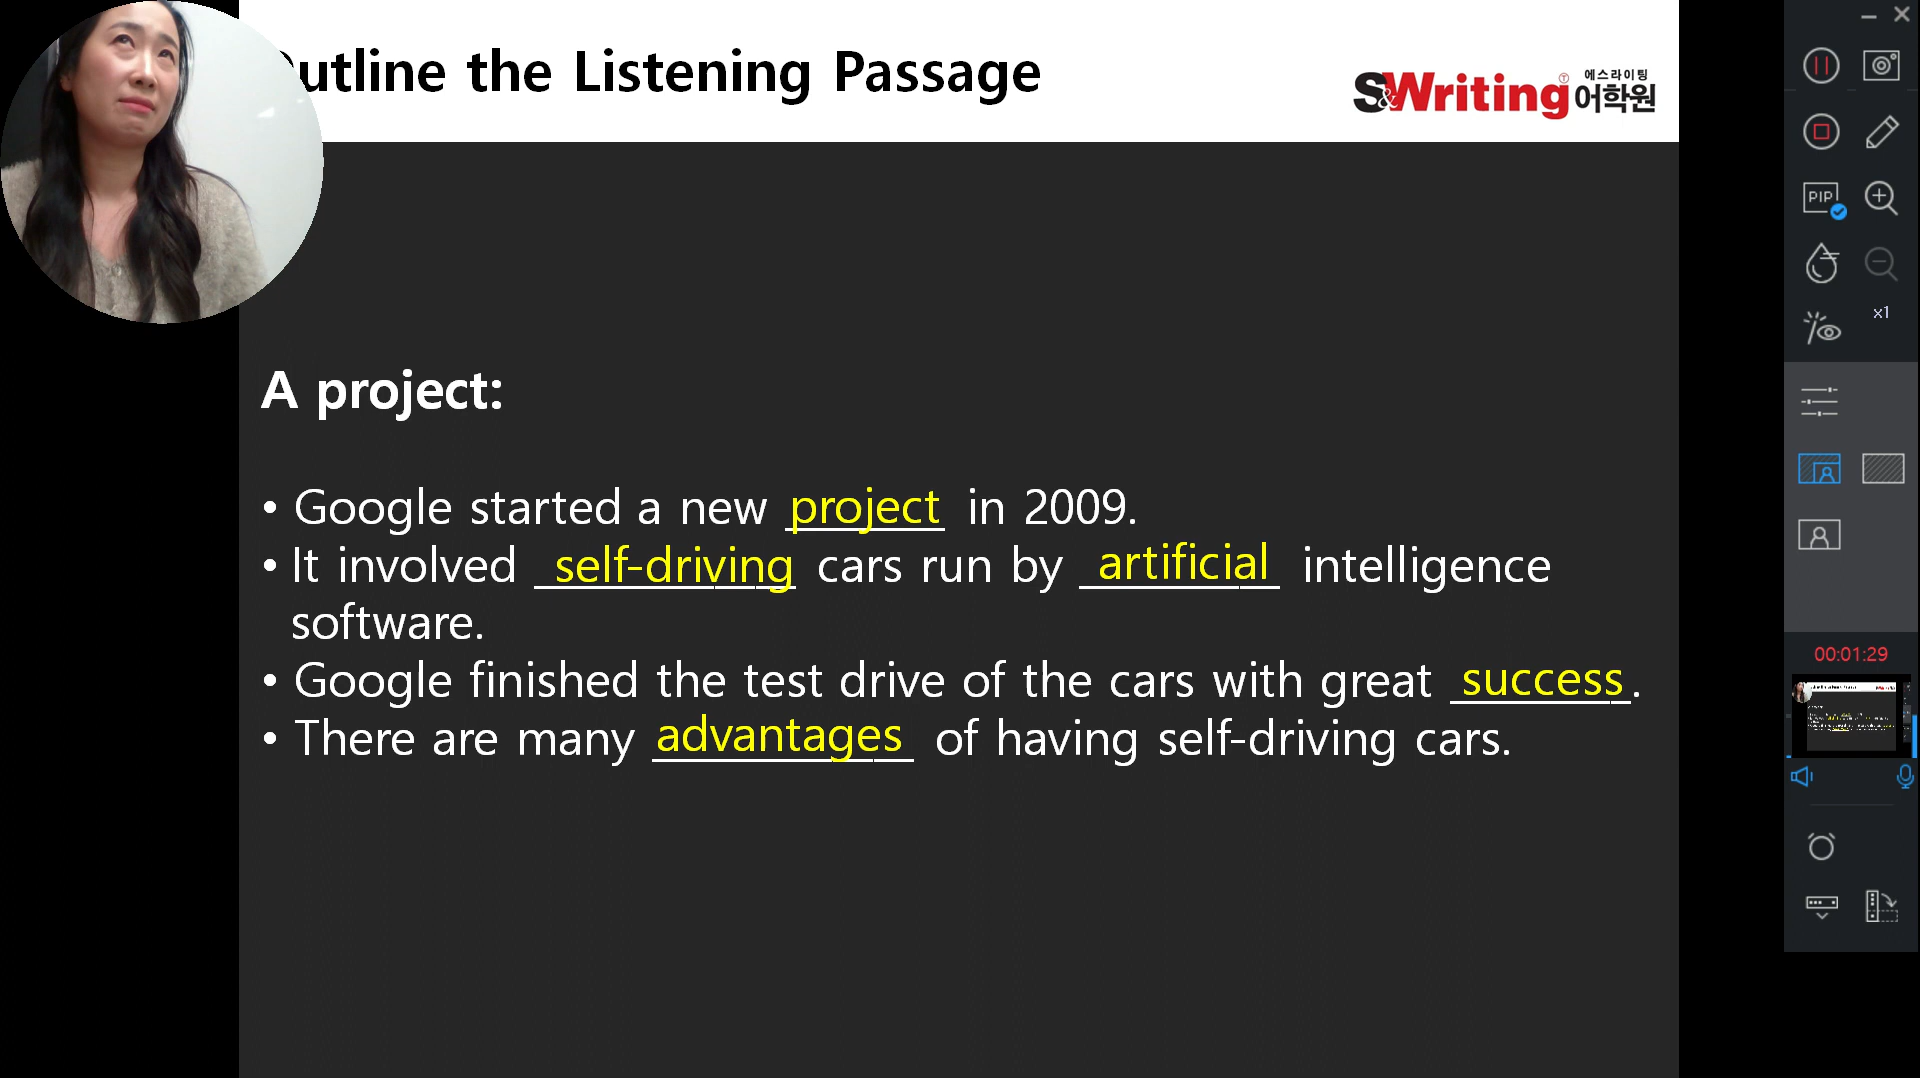 utline the Listening Passage
S&Writing 에스라이팅 어학원
PIP
x1
A project:
• Google started a new project in 2009.
• It involved self-driving cars run by artificial intelligence
software.
• Google finished the test drive of the cars with great success.
• There are many advantages of having self-driving cars.
00:01:29